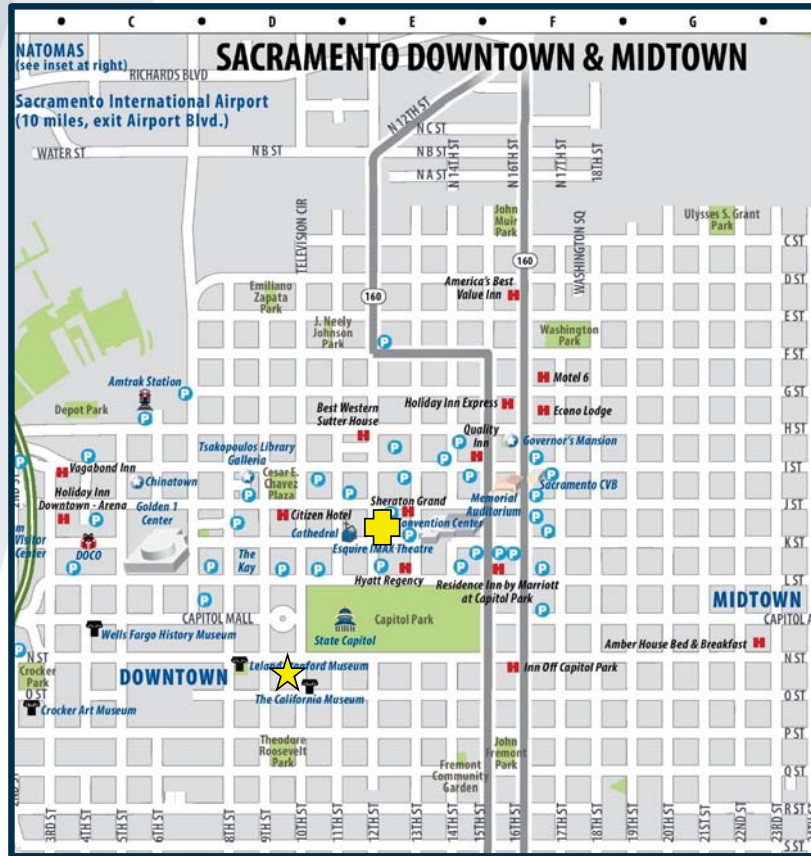 C D E F G
SACRAMENTO DOWNTOWN & MIDTOWN
NATOMAS
(see inset at right)
RICHARDS BLVD
Sacramento International Airport
(10 miles, exit Airport Blvd.)
N 12TH ST
N C ST
WATER ST
N B ST
N B ST
N A ST
N 14TH ST
N 16TH ST
N 17TH ST
18TH ST
TELEVISION CIR
John
Muir
Park
WASHINGTON SQ
Ulysses S. Grant
Park
C ST
160
D ST
Emiliano
Zapata
Park
160
America's Best
Value Inn
E ST
J. Neely
Johnson
Park
Washington
Park
F ST
Amtrak Station
Motel 6
G ST
Depot Park
Best Western
Sutter House
Holiday Inn Express
Econo Lodge
H ST
Quality
Inn
Governor's Mansion
Tsakopoulos Library
Galleria
2ND ST
Vagabond Inn
Chinatown
Cesar E.
Chavez
Plaza
I ST
Sacramento CVB
Memorial
Auditorium
Holiday Inn
Downtown - Arena
Golden 1
Center
Sheraton Grand
J ST
Citizen Hotel
Cathedral
Convention Center
Visitor
Center
DOCO
K ST
The
Kay
Esquire IMAX Theatre
Hyatt Regency
Residence Inn by Marriott
at Capitol Park
L ST
MIDTOWN
CAPITOL MALL
Capitol Park
State Capitol
CAPITOL A
Wells Fargo History Museum
Amber House Bed & Breakfast
N ST
N ST
Crocker
Park
DOWNTOWN
Leland Stanford Museum
Inn Off Capitol Park
O ST
The California Museum
O ST
Crocker Art Museum
P ST
Theodore
Roosevelt
Park
John
Fremont
Park
Fremont
Community
Garden
Q ST
R ST
3RD ST
4TH ST
5TH ST
6TH ST
8TH ST
9TH ST
10TH ST
11TH ST
12TH ST
13TH ST
14TH ST
15TH ST
16TH ST
17TH ST
18TH ST
19TH ST
20TH ST
21ST ST
22ND ST
23RD ST
S ST